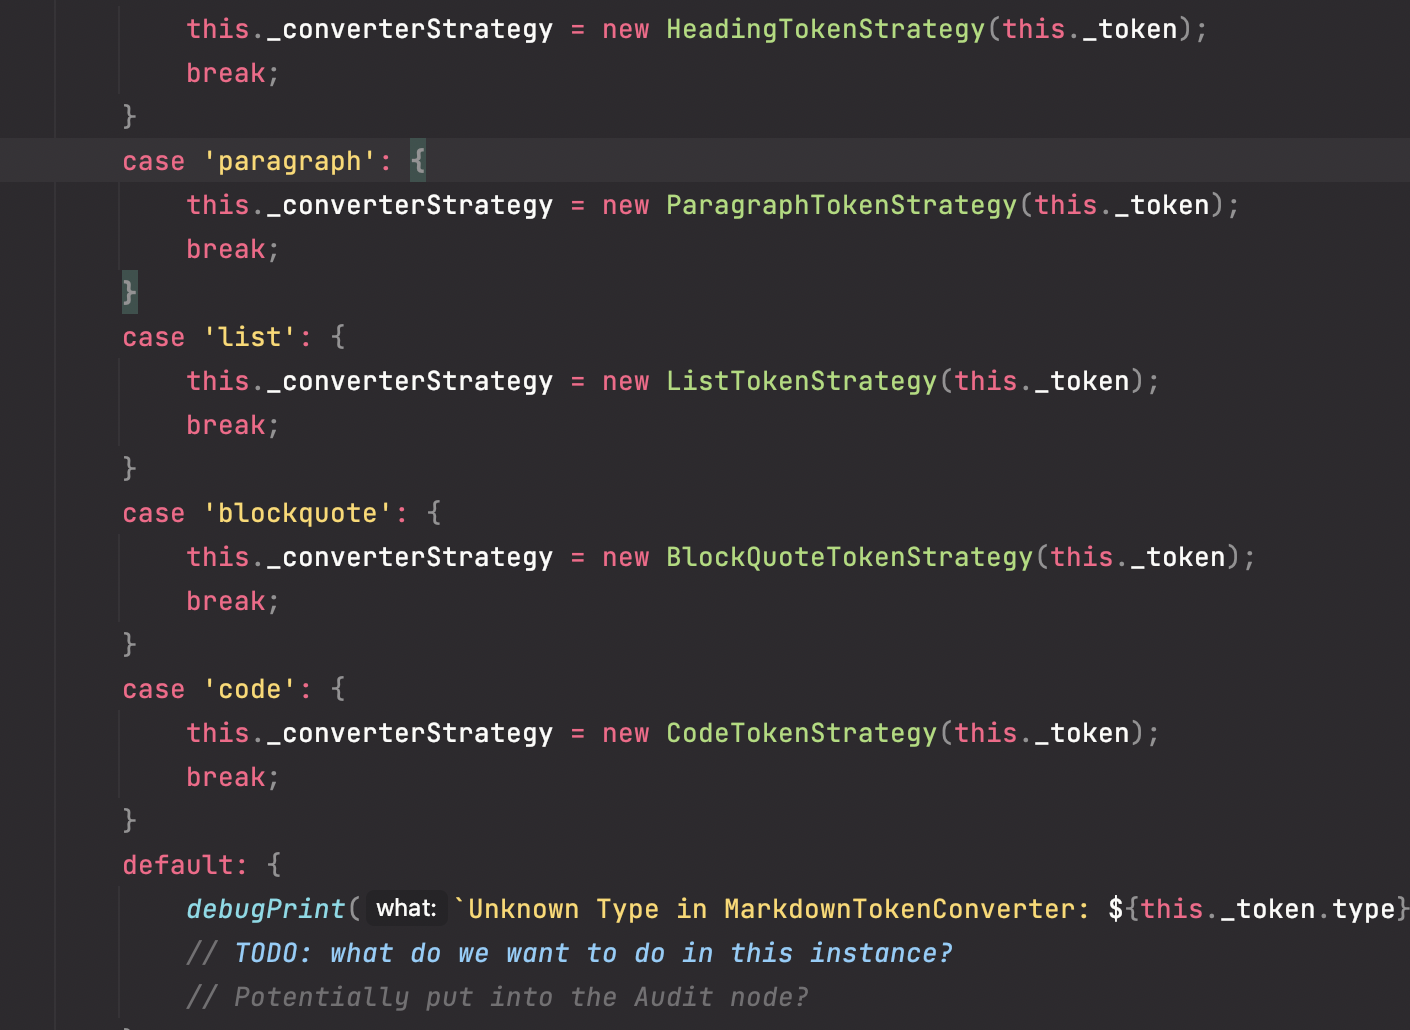 this._converterStrategy = new HeadingTokenStrategy(this._token);
break;
}
case 'paragraph': {
this._converterStrategy = new ParagraphTokenStrategy(this._token);
break;
}
case 'list': {
this._converterStrategy = new ListTokenStrategy(this._token);
break;
}
case 'blockquote': {
this._converterStrategy = new BlockQuoteTokenStrategy(this._token);
break;
}
case 'code': {
this._converterStrategy = new CodeTokenStrategy(this._token);
break;
}
default: {
debugPrint( what: `Unknown Type in MarkdownTokenConverter: ${this._token.type}
// TODO: what do we want to do in this instance?
// Potentially put into the Audit node?